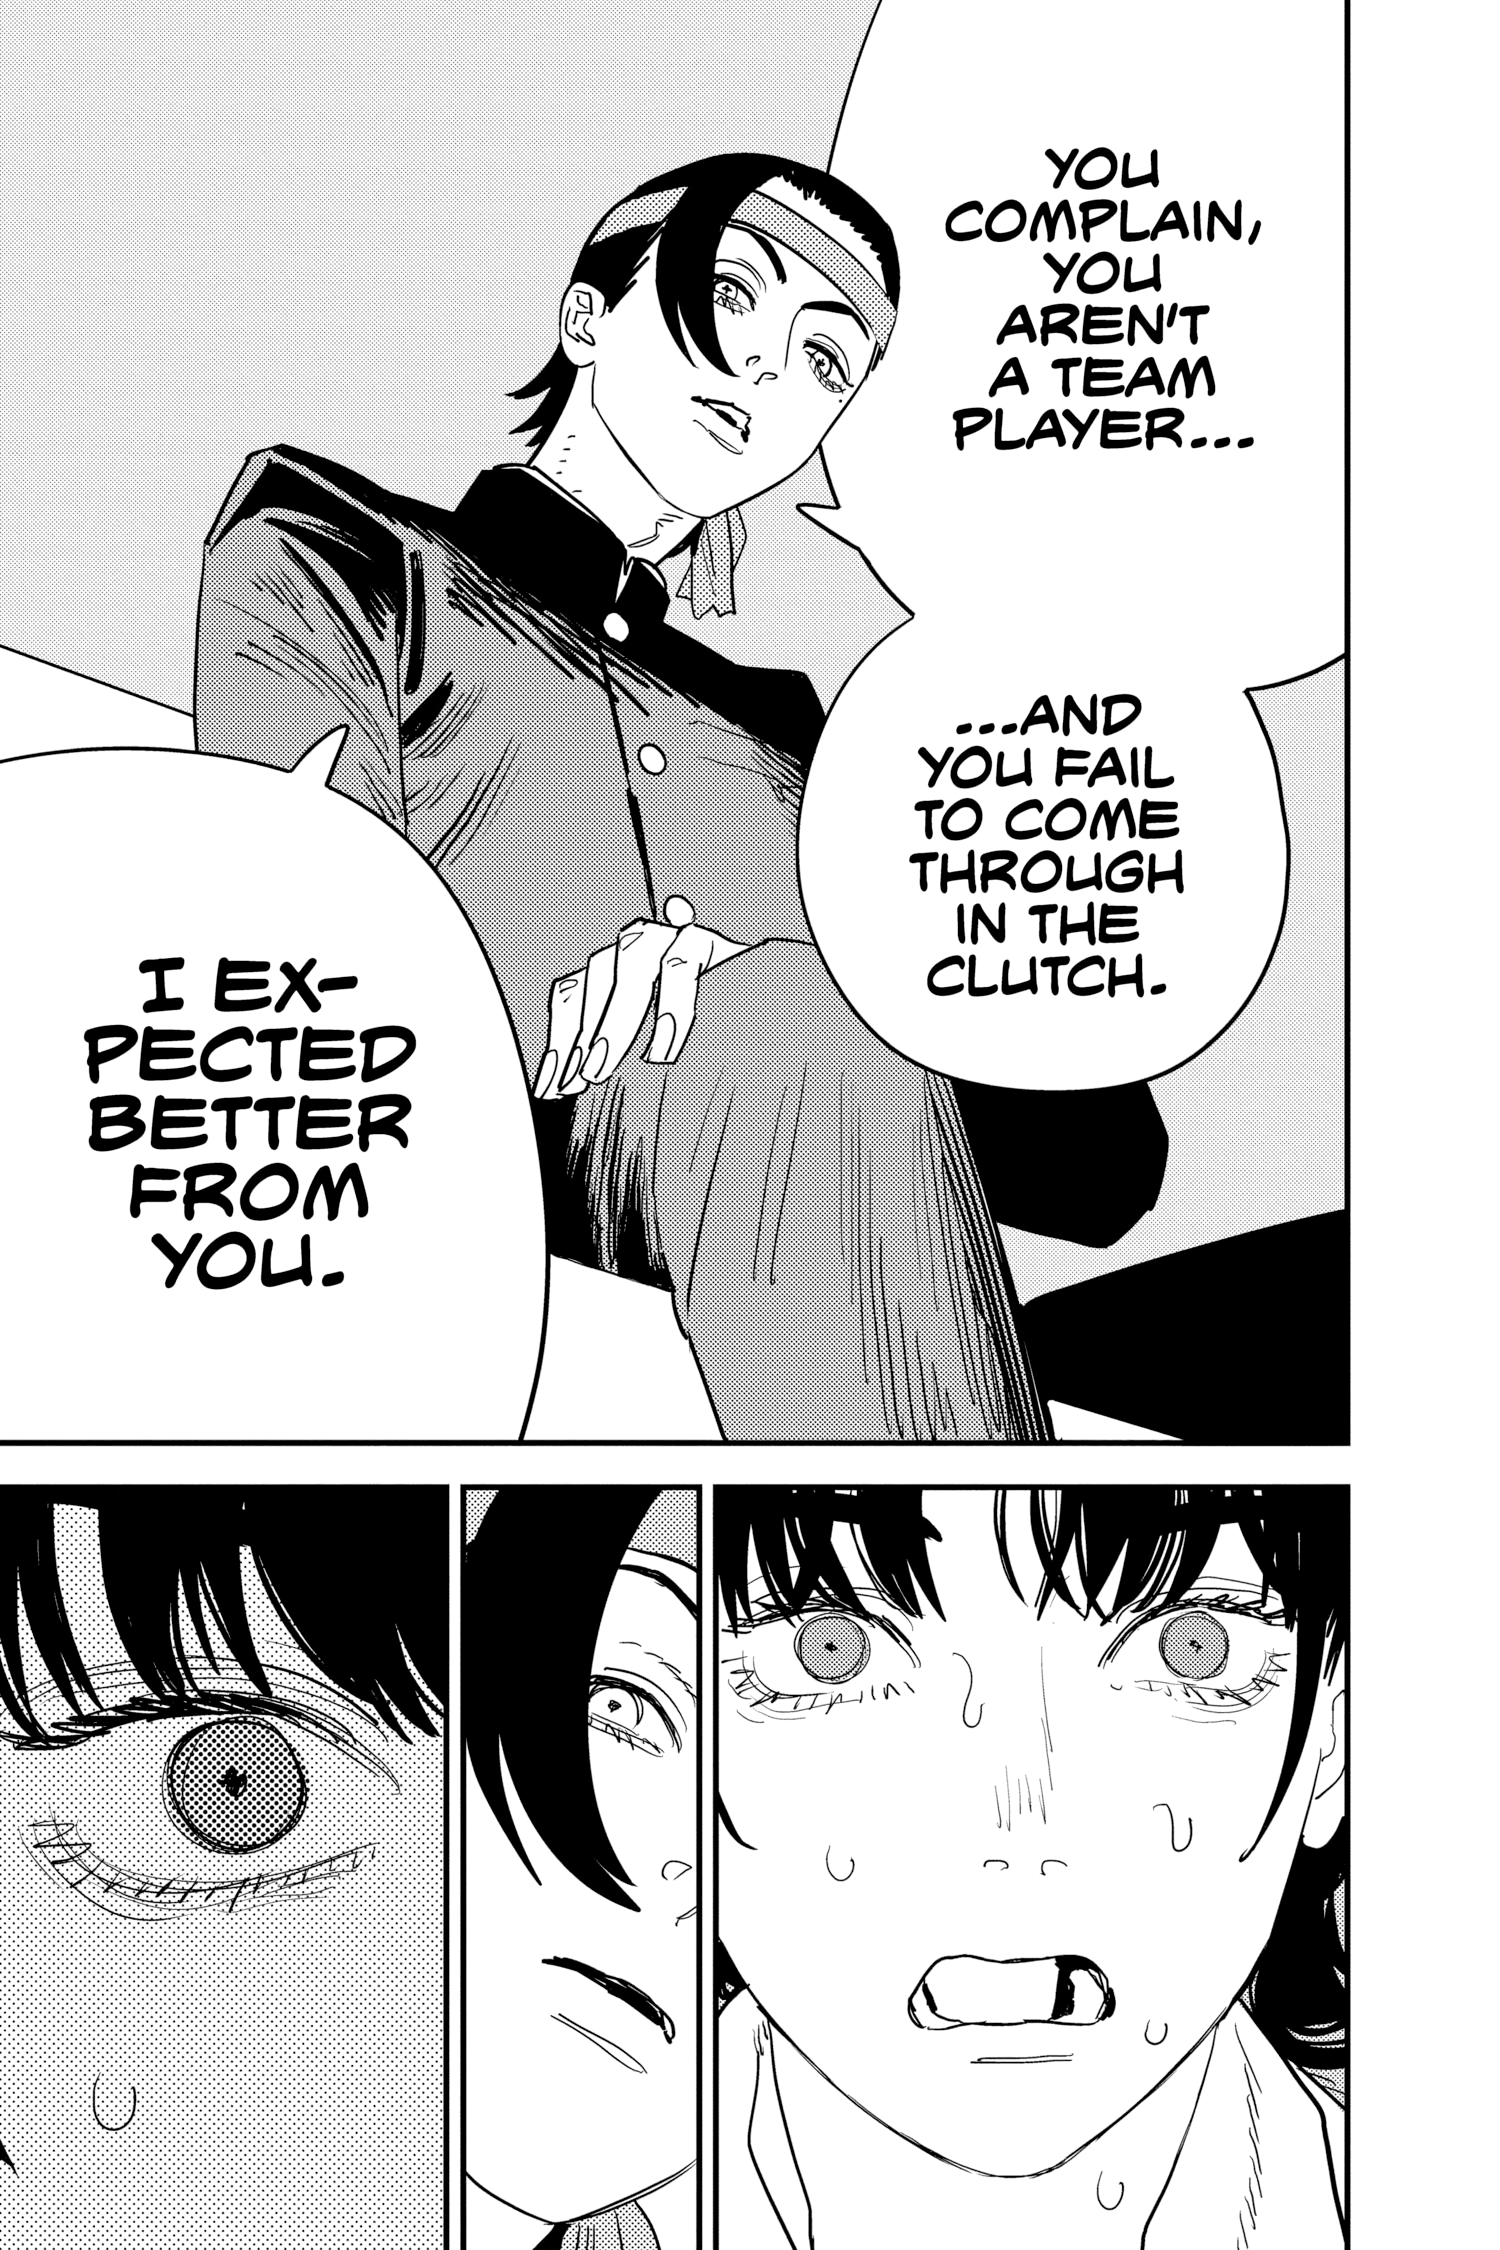 YOU
COMPLAIN,
YOU
AREN'T
A TEAM
PLAYER...
...AND
YOU FAIL
TO COME
THROUGH
IN THE
CLUTCH.
I EX-
PECTED
BETTER
FROM
YOU.